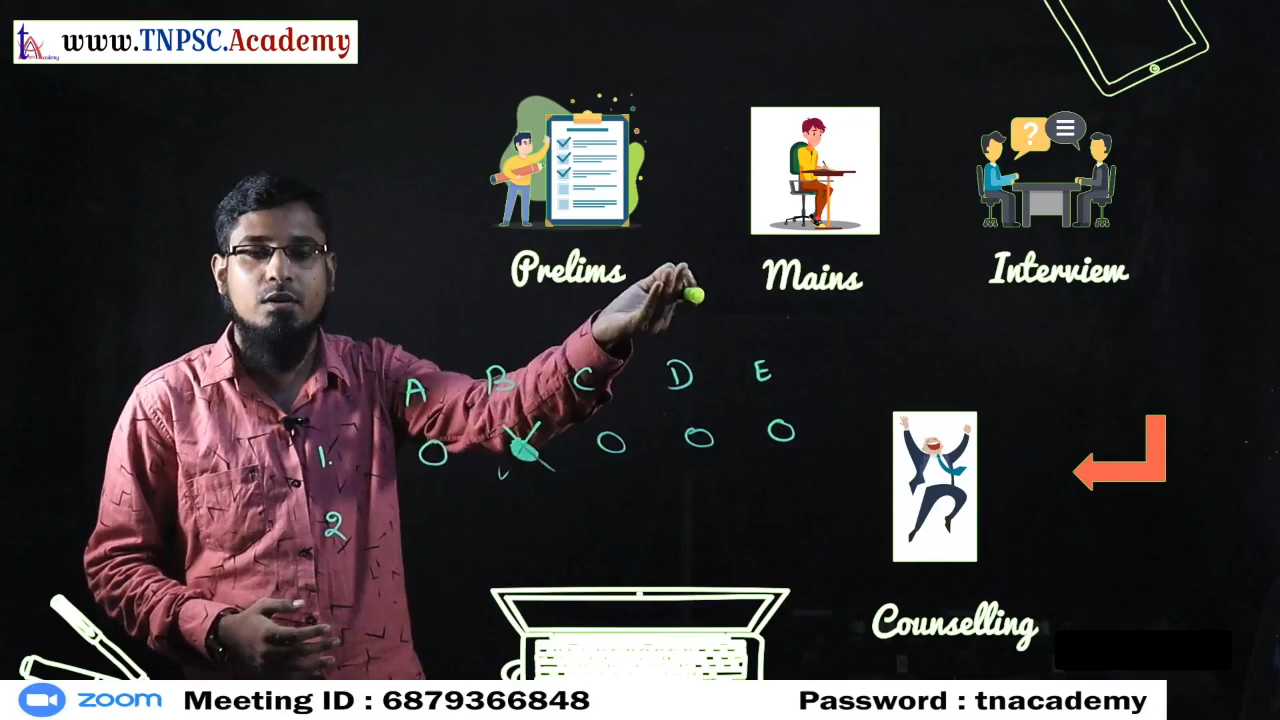 www.TNPSC.Academy
Prelims
Mains
Interview
A B C D E
1.
2
Counselling
zoom Meeting ID : 6879366848 Password : tnacademy